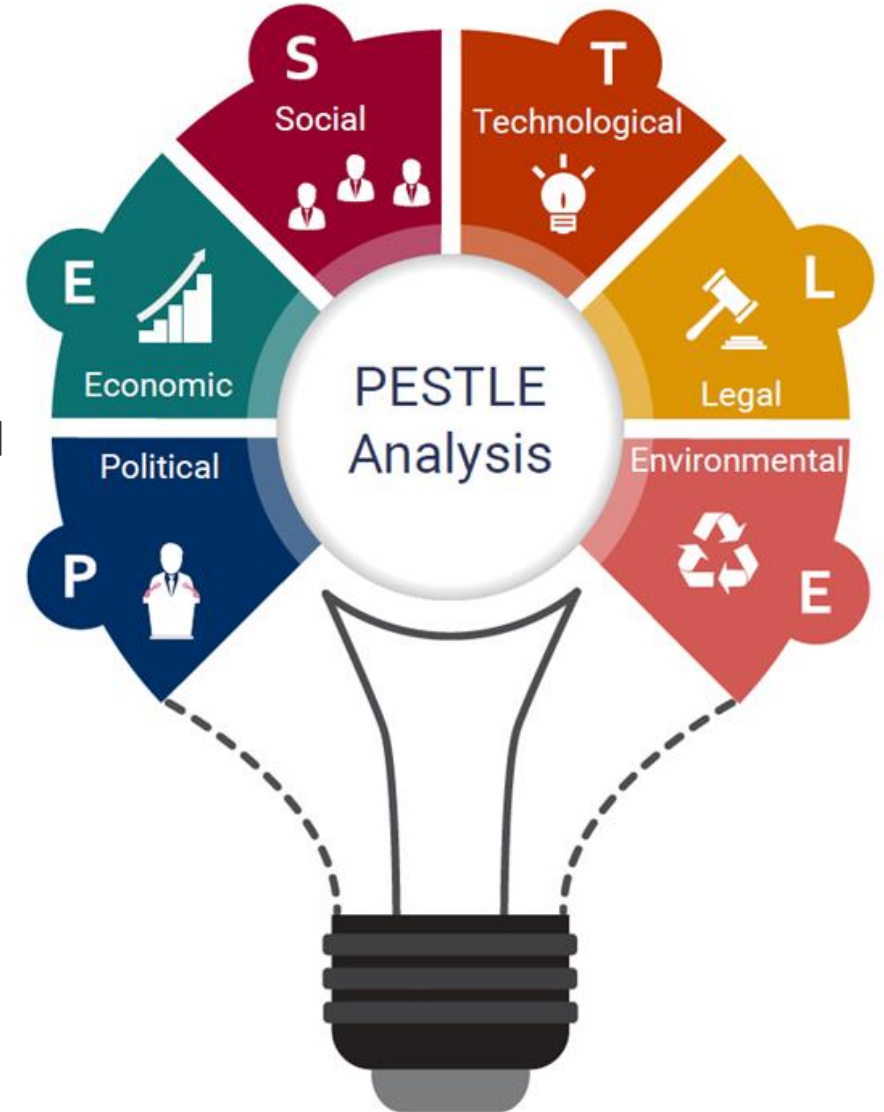 S
Social
T
Technological
E
Economic
L
Legal
PESTLE
Analysis
P
Political
Environmental
E